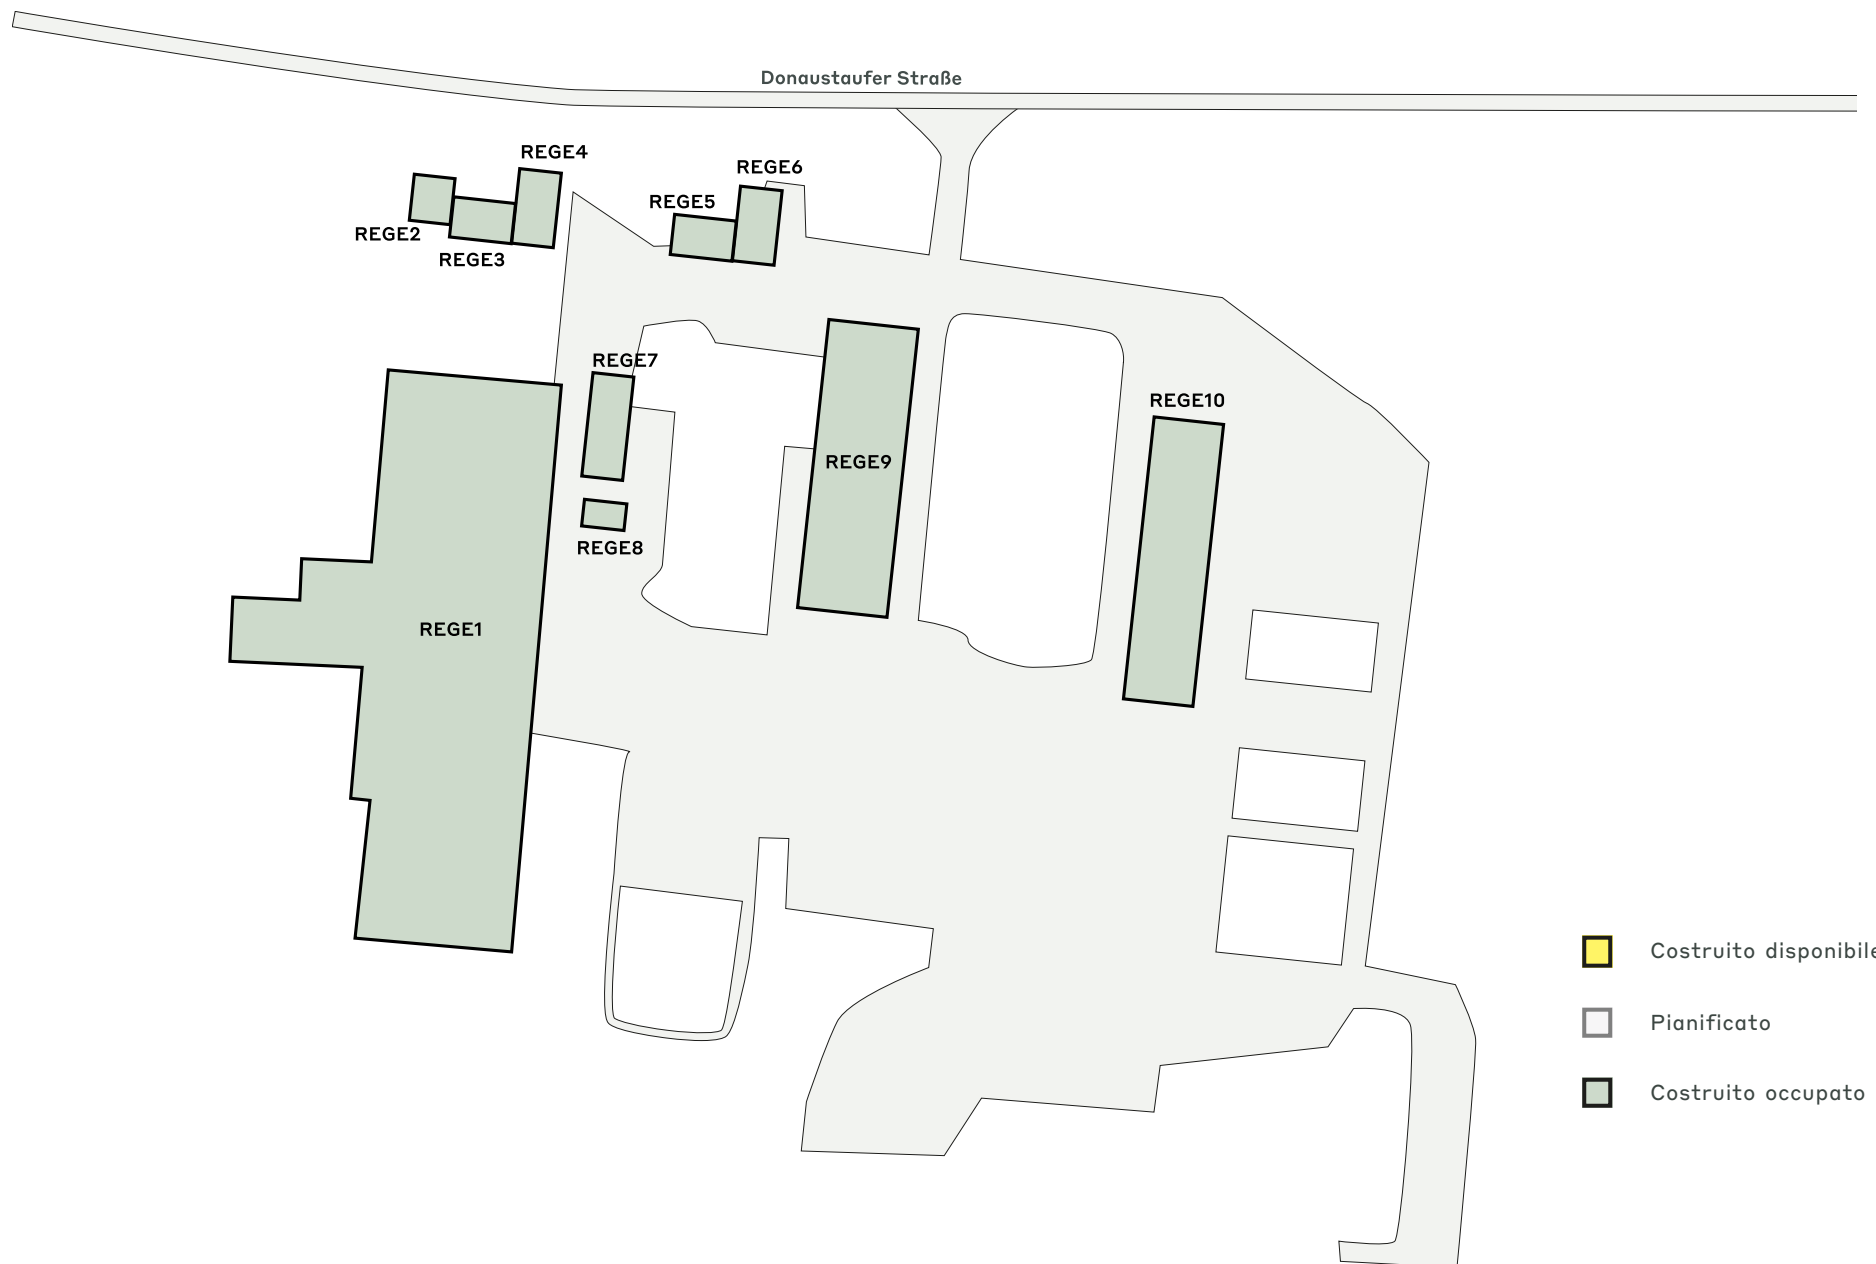 Donaustaufer Straße
REGE4
REGE6
REGE5
REGE2
REGE3
REGE7
REGE10
REGE9
REGE8
REGE1
Costruito disponibile
Pianificato
Costruito occupato